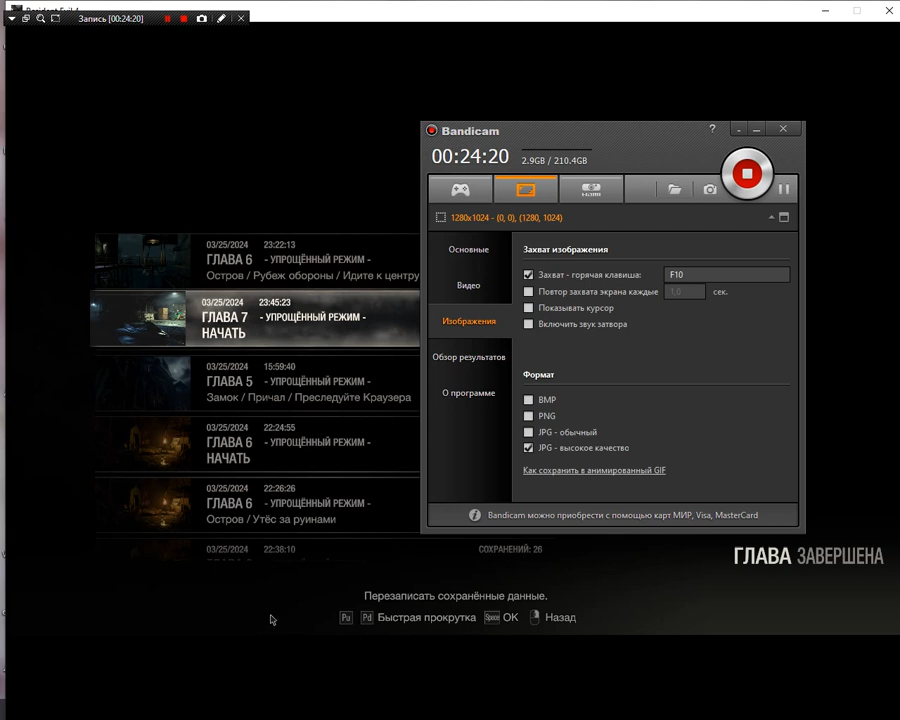 Запись [00:24:20]
Bandicam
?
00:24:20
2.9GB / 210.4GB
HDMI
1280x1024 - (0, 0), (1280, 1024)
Основные
Видео
Изображения
Обзор результатов
О программе
Захват изображения
Захват - горячая клавиша:
F10
Повтор захвата экрана каждые
1,0
сек.
Показывать курсор
Включить звук затвора
Формат
BMP
PNG
JPG - обычный
JPG - высокое качество
Как сохранить в анимированный GIF
Bandicam можно приобрести с помощью карт МИР, Visa, MasterCard
03/25/2024 23:22:13
ГЛАВА 6 - УПРОЩЁННЫЙ РЕЖИМ -
Остров / Рубеж обороны / Идите к центру
03/25/2024 23:45:23
ГЛАВА 7 - УПРОЩЁННЫЙ РЕЖИМ -
НАЧАТЬ
03/25/2024 15:59:40
ГЛАВА 5 - УПРОЩЁННЫЙ РЕЖИМ -
Замок / Причал / Преследуйте Краузера
03/25/2024 22:24:55
ГЛАВА 6 - УПРОЩЁННЫЙ РЕЖИМ -
НАЧАТЬ
03/25/2024 22:26:26
ГЛАВА 6 - УПРОЩЁННЫЙ РЕЖИМ -
Остров / Утёс за руинами
03/25/2024 22:38:10
СОХРАНЕНИЙ: 26
ГЛАВА ЗАВЕРШЕНА
Перезаписать сохранённые данные.
Pu Pd Быстрая прокрутка Space OK Назад